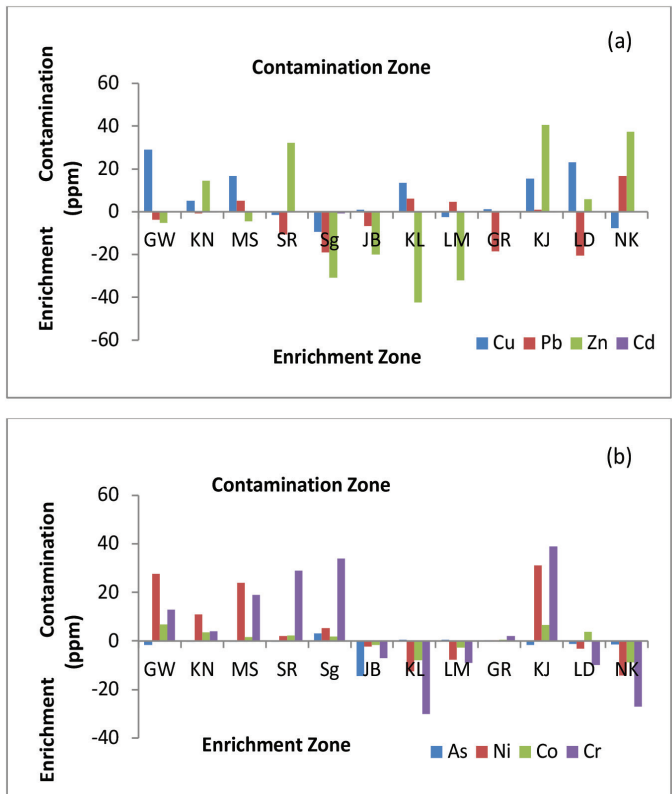 (a)
Contamination Zone
Contamination
(ppm)
Enrichment
60
40
20
0
-20
-40
-60
GW KN MS SR Sg JB KL LM GR KJ LD NK
Enrichment Zone
Cu Pb Zn Cd
(b)
Contamination Zone
Contamination
(ppm)
Enrichment
60
40
20
0
-20
-40
GW KN MS SR Sg JB KL LM GR KJ LD NK
Enrichment Zone
As Ni Co Cr